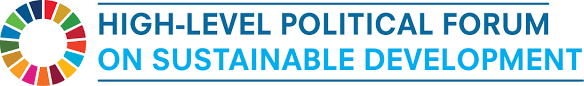 HIGH-LEVEL POLITICAL FORUM
ON SUSTAINABLE DEVELOPMENT